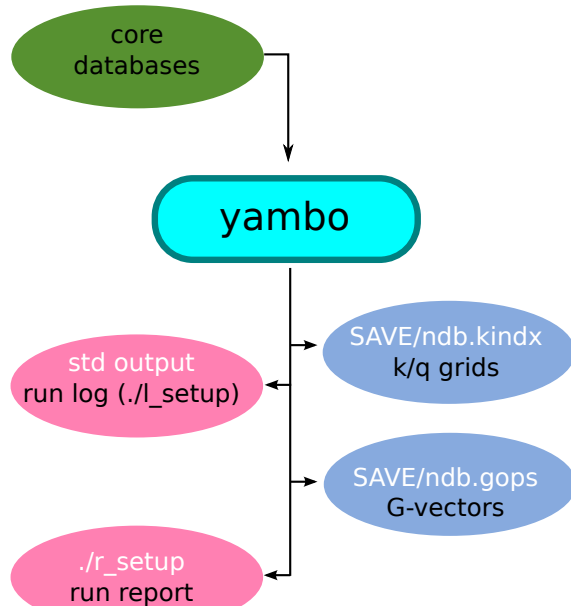 core
databases
yambo
SAVE/ndb.kindx
k/q grids
std output
run log (./l_setup)
SAVE/ndb.gops
G-vectors
./r_setup
run report